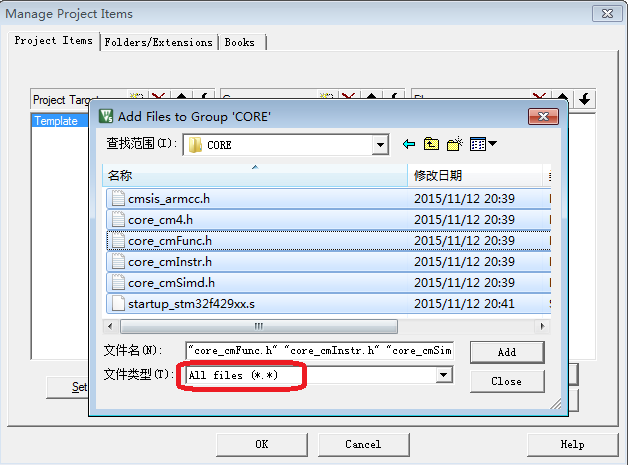 Manage Project Items
Project Items Folders/Extensions Books
Project Targ
Template
Add Files to Group 'CORE'
查找范围(I): CORE
名称 修改日期
cmsis_armcc.h 2015/11/12 20:39
core_cm4.h 2015/11/12 20:39
core_cmFunc.h 2015/11/12 20:39
core_cmInstr.h 2015/11/12 20:39
core_cmSimd.h 2015/11/12 20:39
startup_stm32f429xx.s 2015/11/12 20:41
文件名(N): "core_cmFunc.h" "core_cmInstr.h" "core_cmSim Add
文件类型(T): All files (*.*) Close
Set
OK Cancel Help